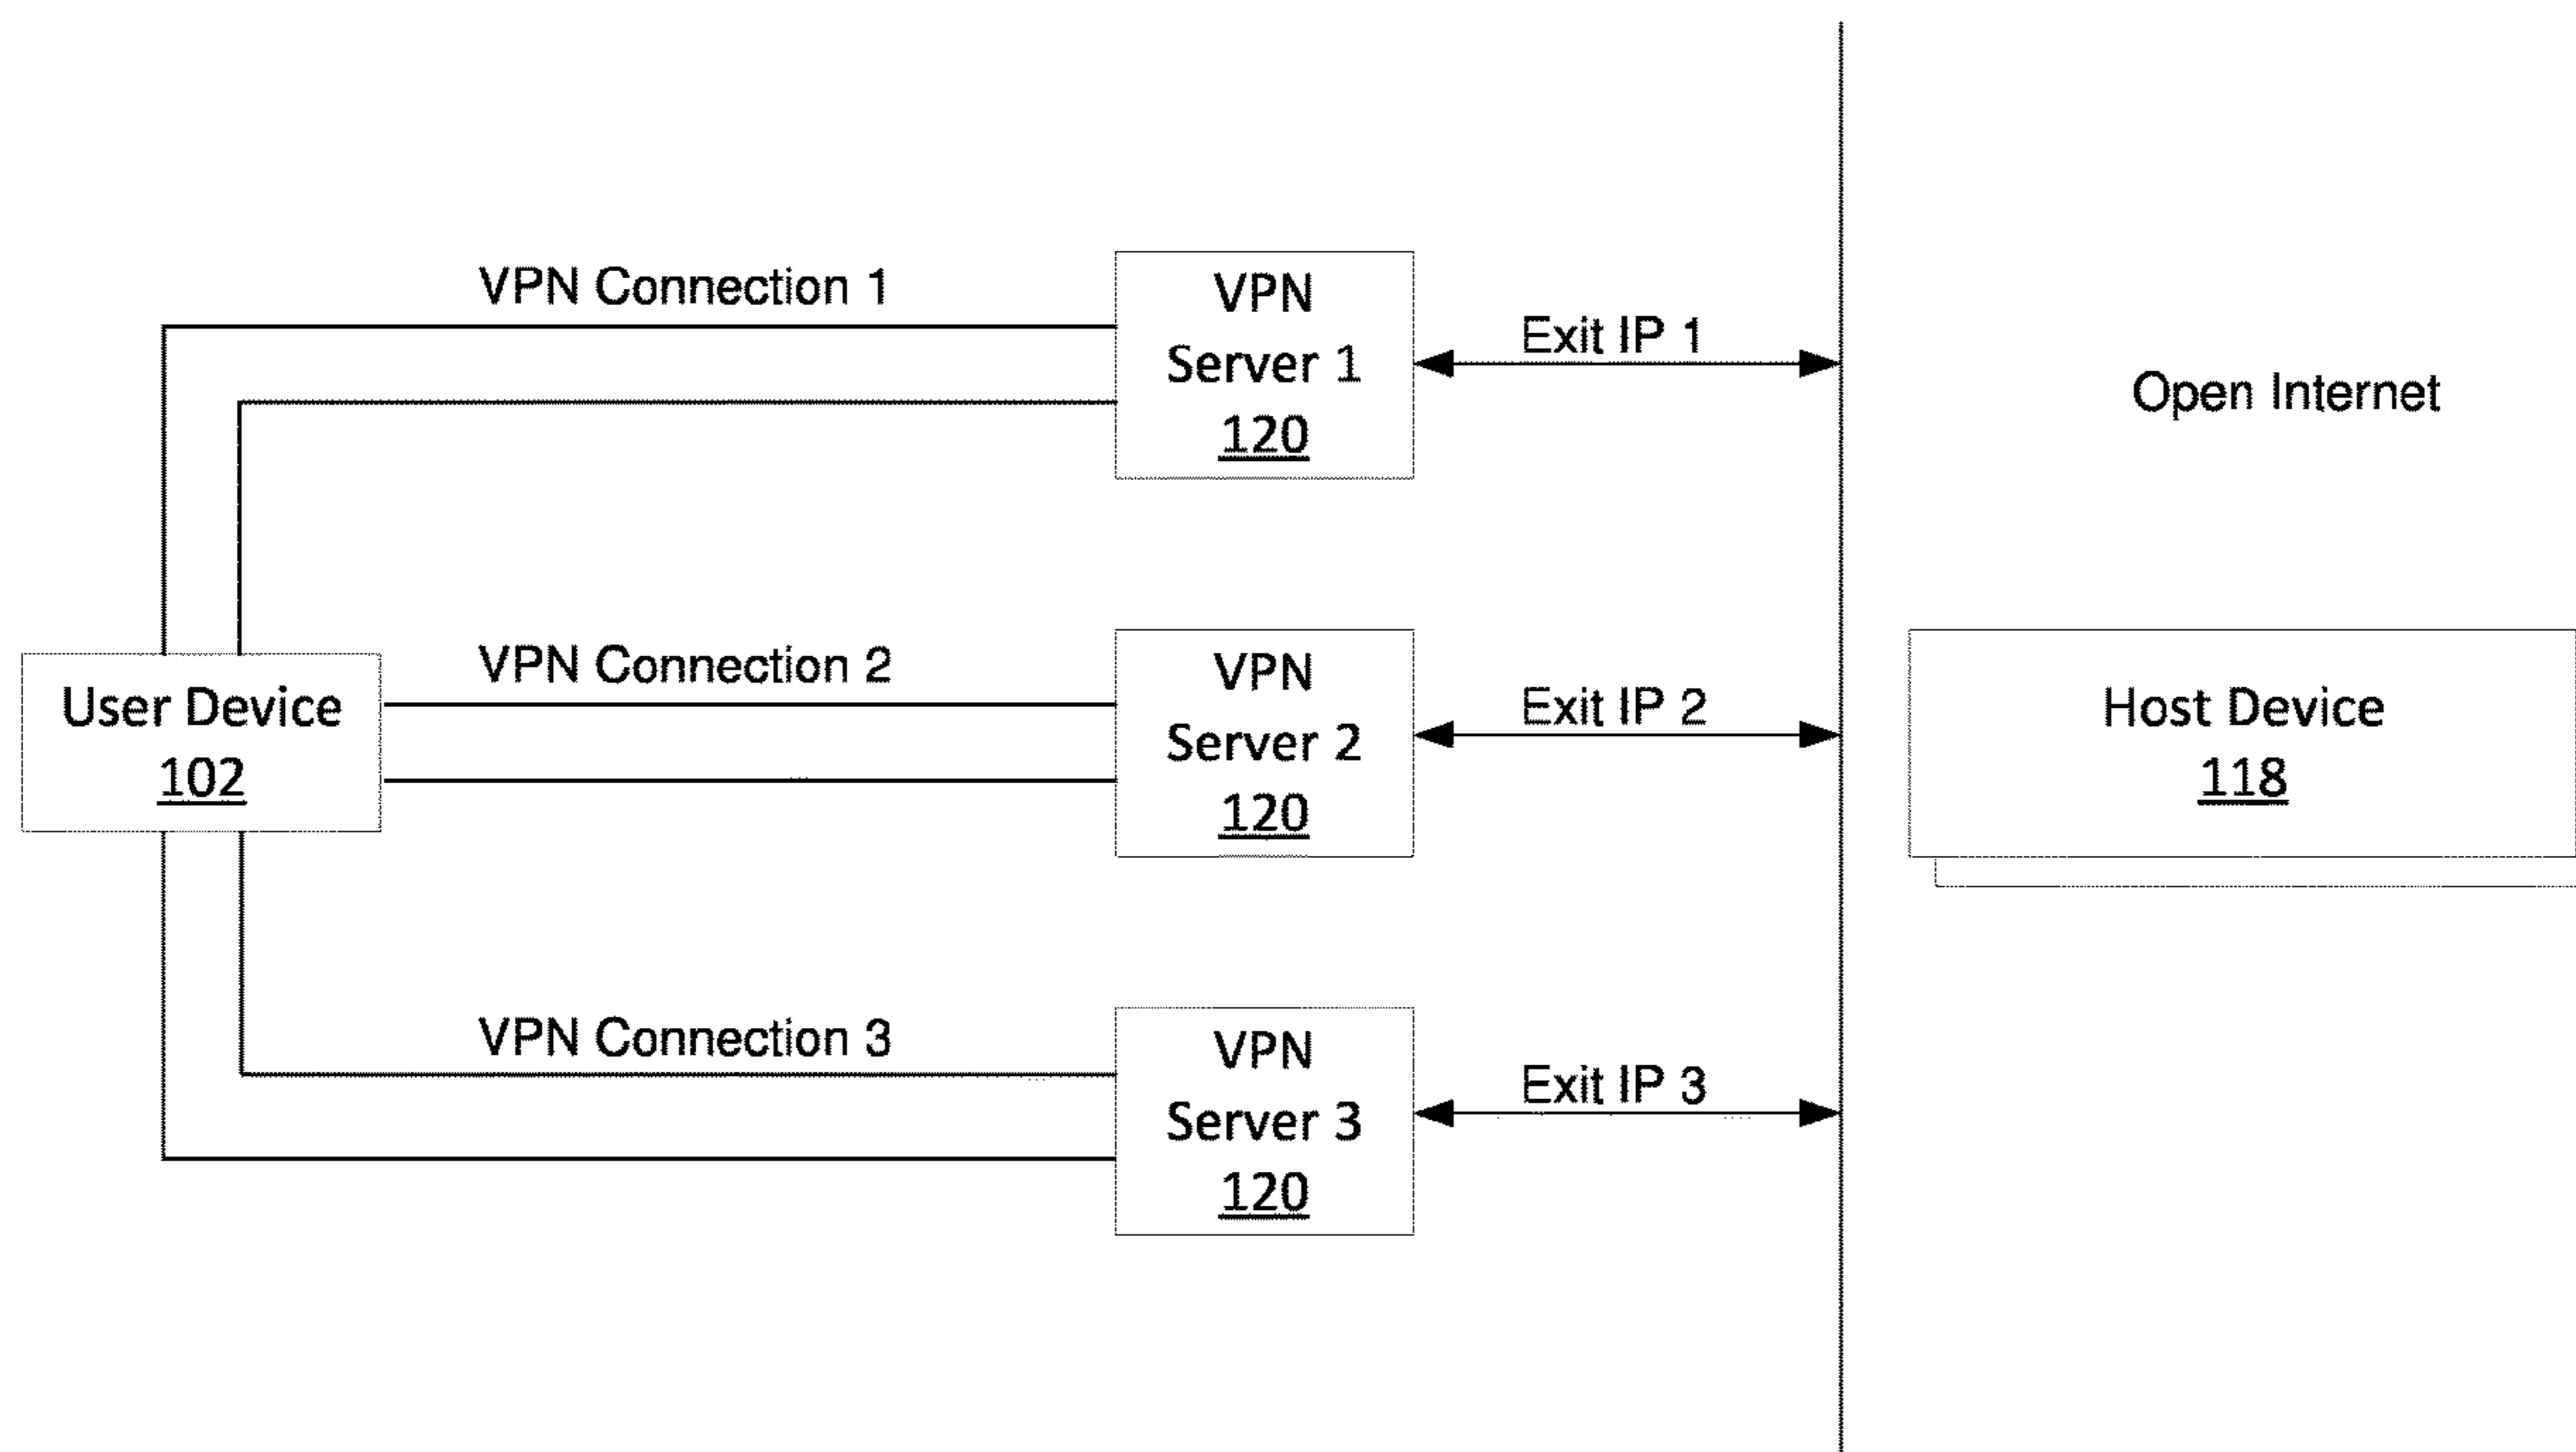 VPN Connection 1
VPN
Server 1
120
Exit IP 1
Open Internet
User Device
102
VPN Connection 2
VPN
Server 2
120
Exit IP 2
Host Device
118
VPN Connection 3
VPN
Server 3
120
Exit IP 3